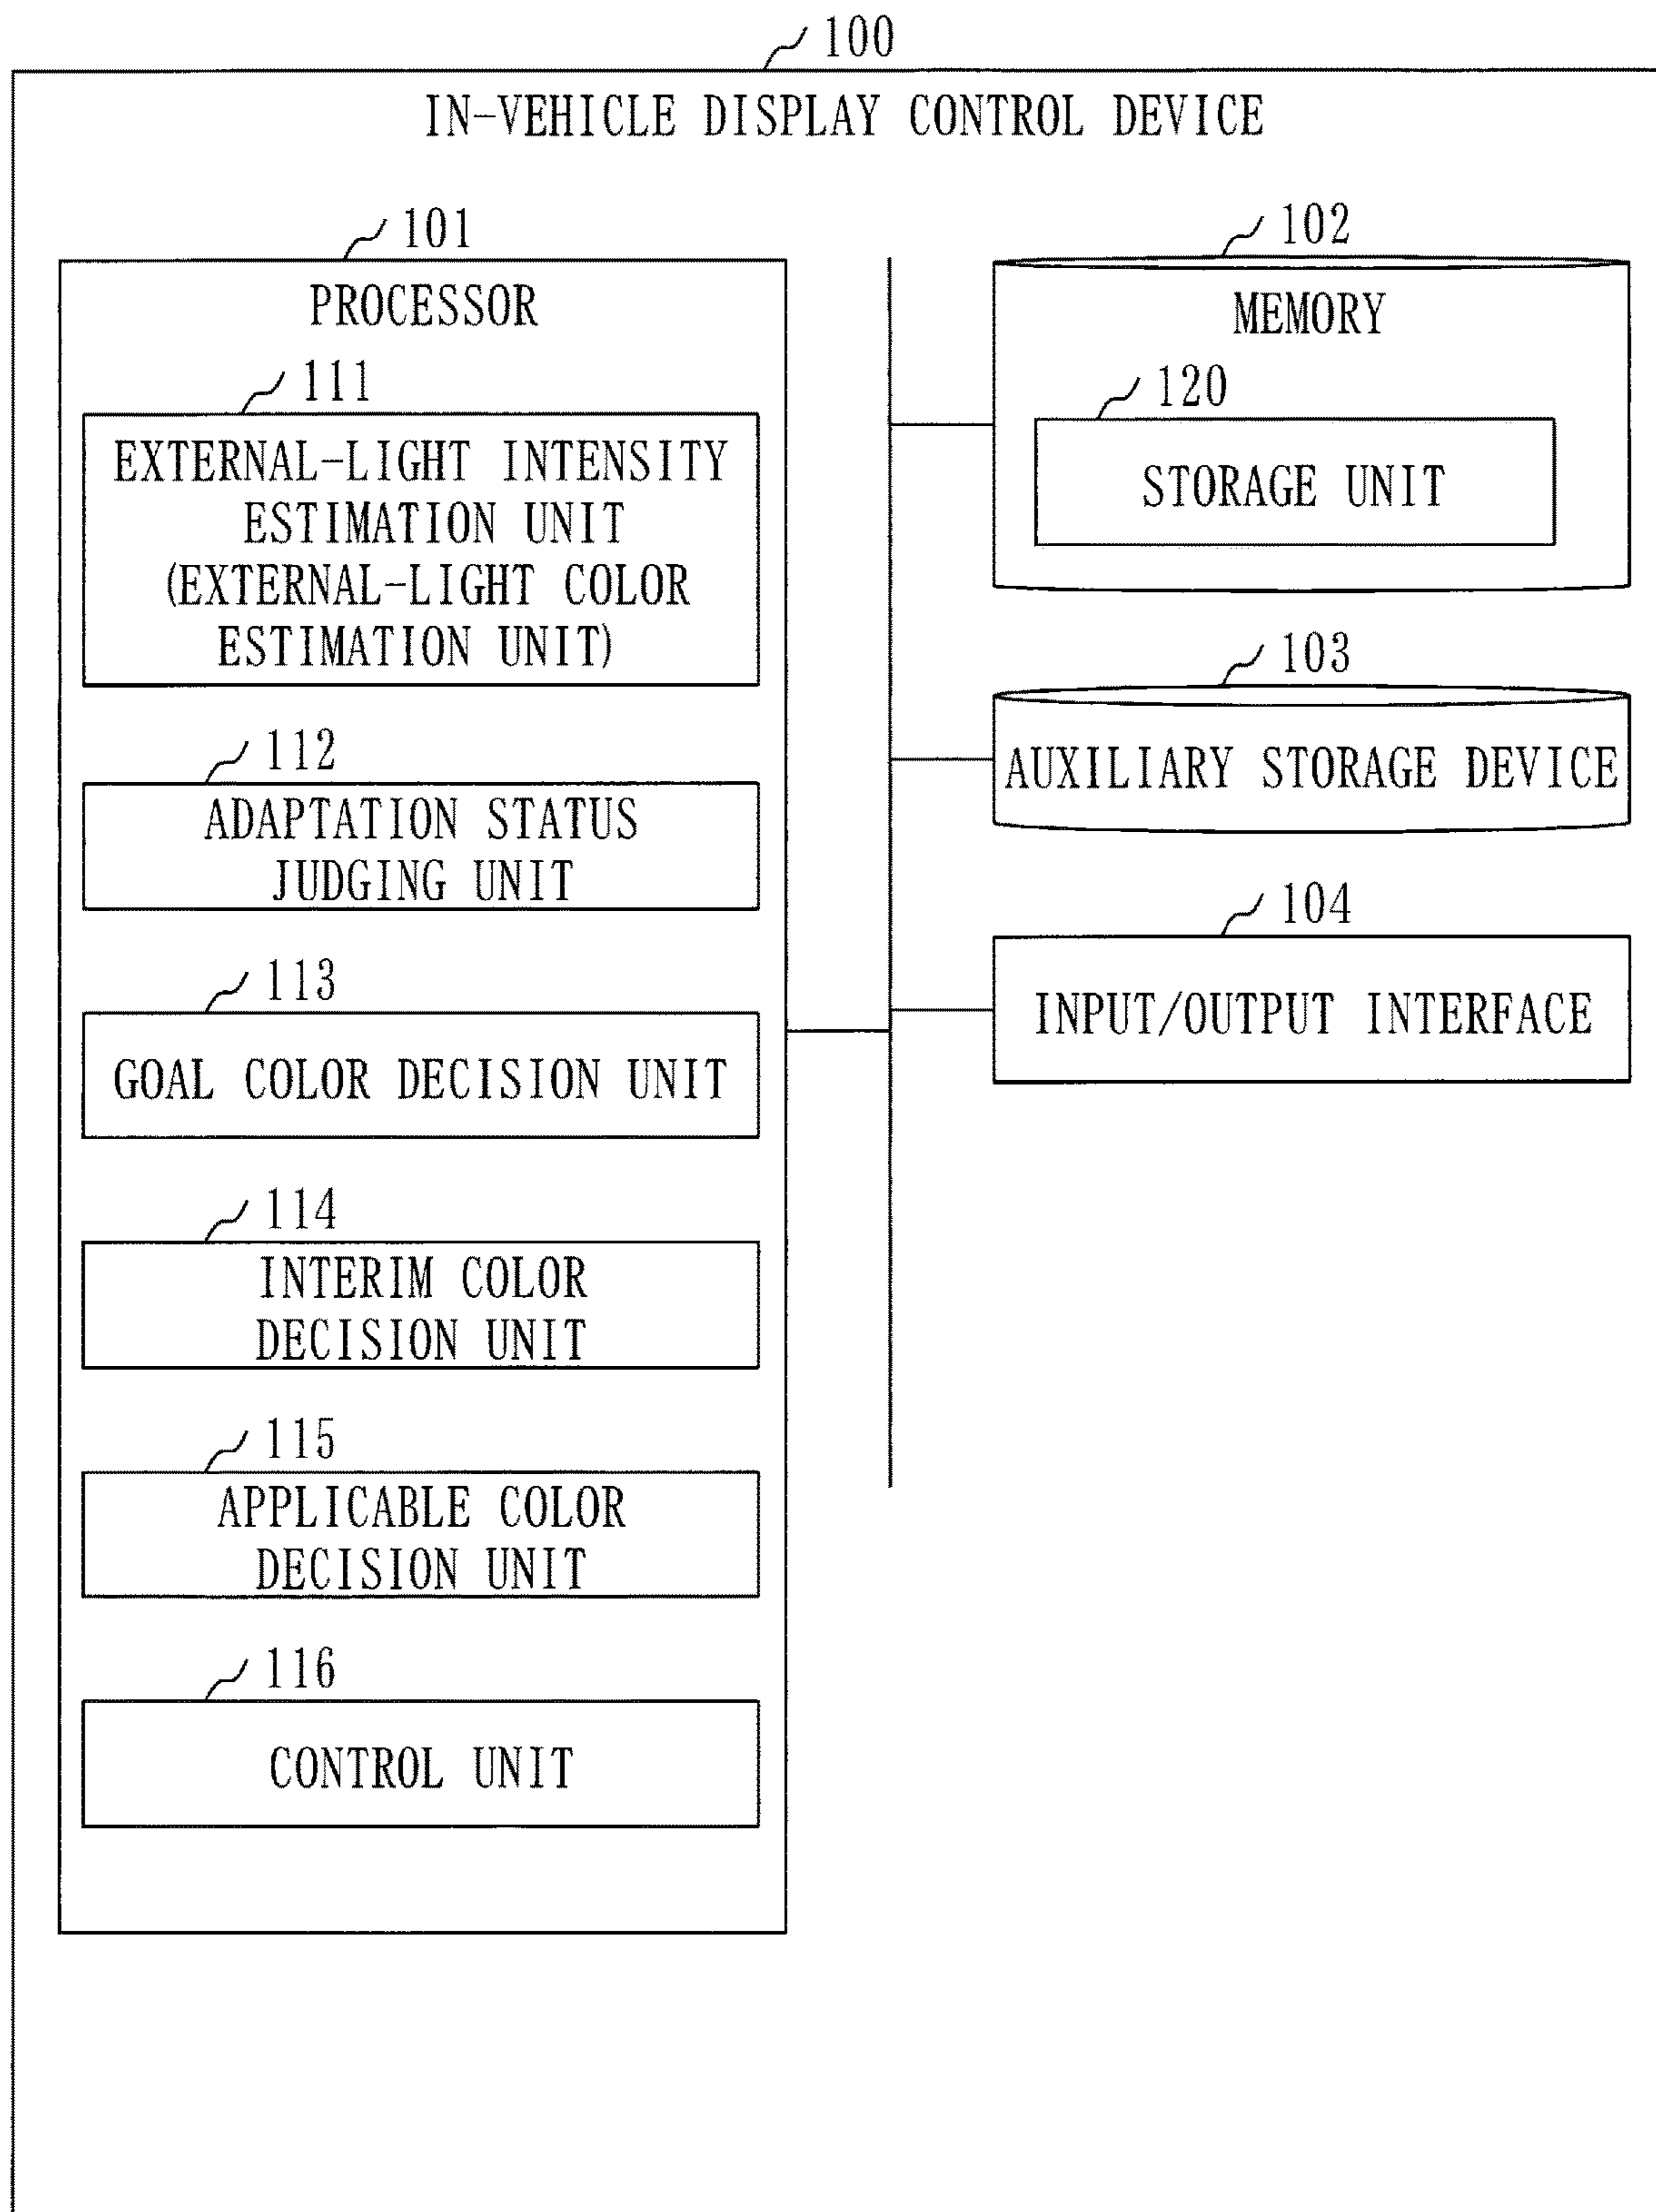 100
IN-VEHICLE DISPLAY CONTROL DEVICE
101
PROCESSOR
111
EXTERNAL-LIGHT INTENSITY
ESTIMATION UNIT
(EXTERNAL-LIGHT COLOR
ESTIMATION UNIT)
112
ADAPTATION STATUS
JUDGING UNIT
113
GOAL COLOR DECISION UNIT
114
INTERIM COLOR
DECISION UNIT
115
APPLICABLE COLOR
DECISION UNIT
116
CONTROL UNIT
102
MEMORY
120
STORAGE UNIT
103
AUXILIARY STORAGE DEVICE
104
INPUT/OUTPUT INTERFACE